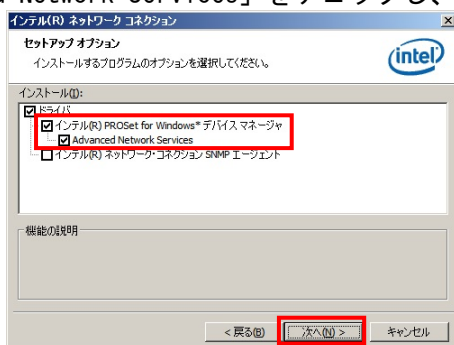 Network Services」をチェックし、
インテル(R) ネットワーク コネクション
セットアップ オプション
インストールするプログラムのオプションを選択してください。
intel
インストール(I):
ドライバ
インテル(R) PROSet for Windows* デバイス マネージャ
Advanced Network Services
インテル(R) ネットワーク・コネクション SNMP エージェント
機能の説明
< 戻る(B)
次へ(N) >
キャンセル